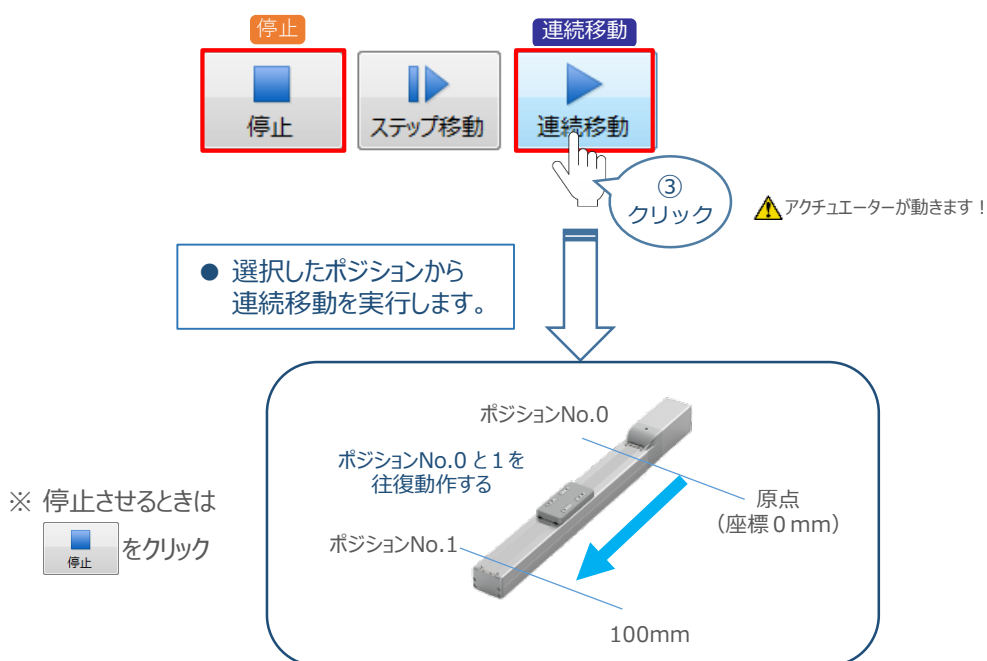 停止
連続移動
停止
ステップ移動
連続移動
③
クリック
アクチュエーターが動きます！
● 選択したポジションから
連続移動を実行します。
ポジションNo.0
ポジションNo.0 と1を
往復動作する
原点
（座標０mm）
ポジションNo.1
100mm
※ 停止させるときは
停止
をクリック